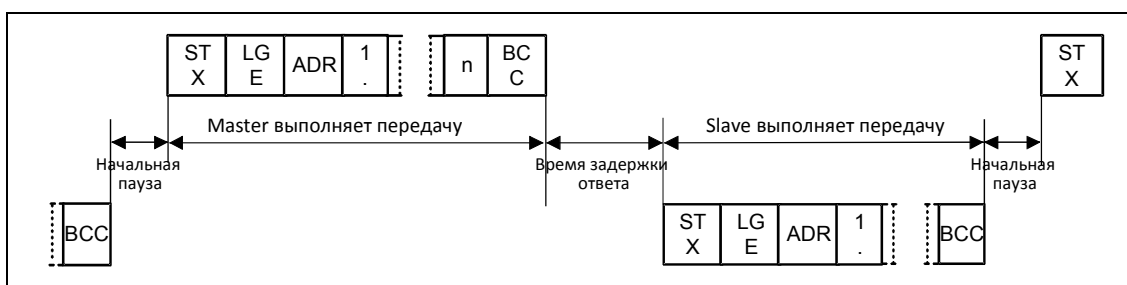 ST
X
LG
E
ADR
1
.
n
BC
C
ST
X
Master выполняет передачу
Slave выполняет передачу
Начальная
пауза
Время задержки
ответа
Начальная
пауза
BCC
ST
X
LG
E
ADR
1
.
BCC